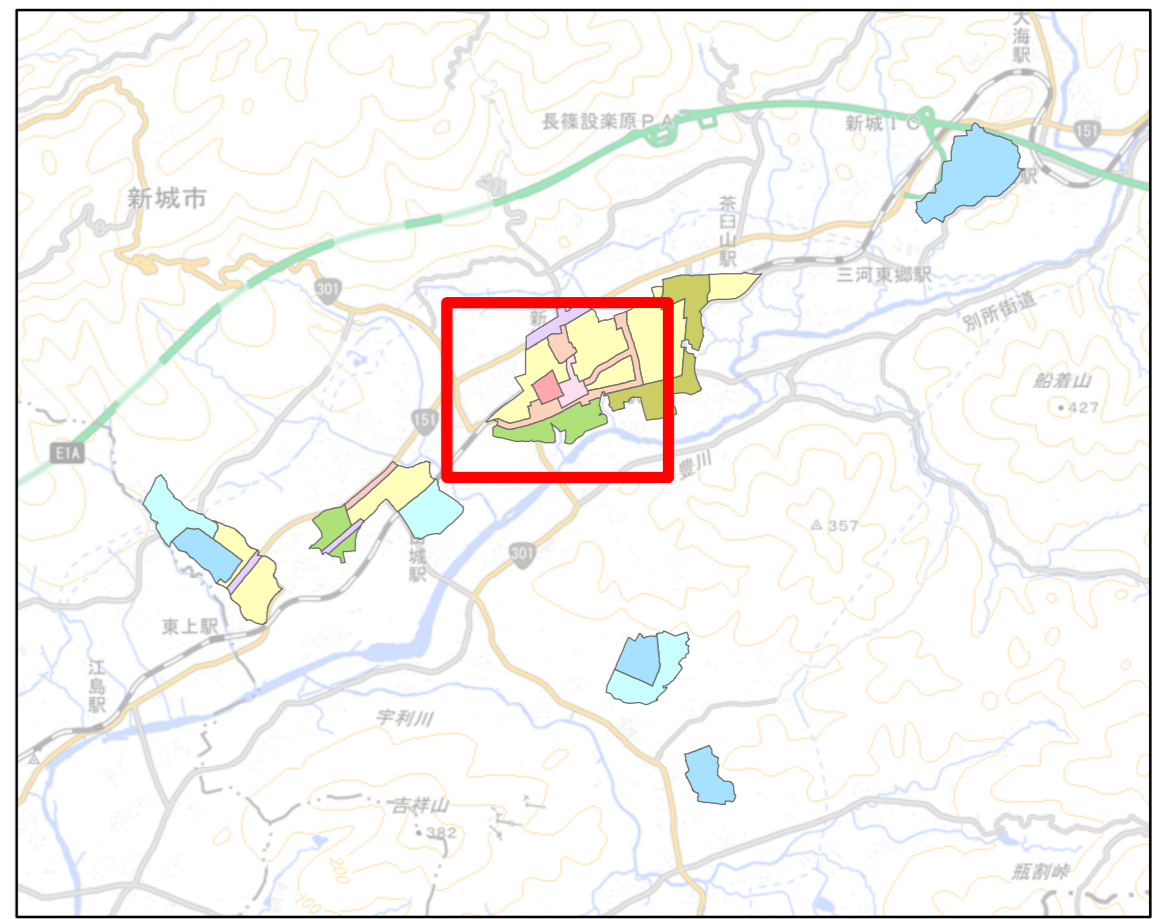 大海駅
長篠設楽原PA
新城IC
151
駅
新城市
茶臼山駅
三河東郷駅
301
別所街道
新
船着山
427
151
E1A
豊川
357
301
城駅
東上駅
江島駅
宇利川
吉祥山
382
200
100
瓶割峠